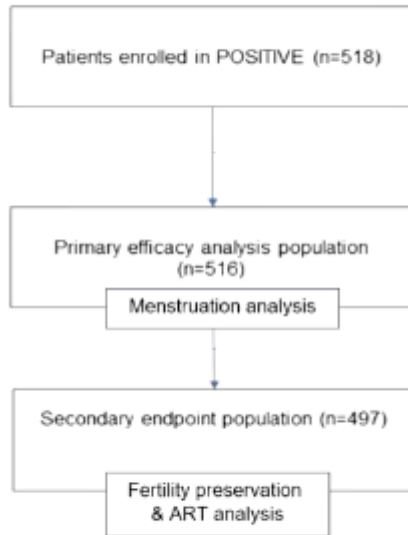 Patients enrolled in POSITIVE (n=518)
Primary efficacy analysis population
(n=516)
Menstruation analysis
Secondary endpoint population (n=497)
Fertility preservation
& ART analysis